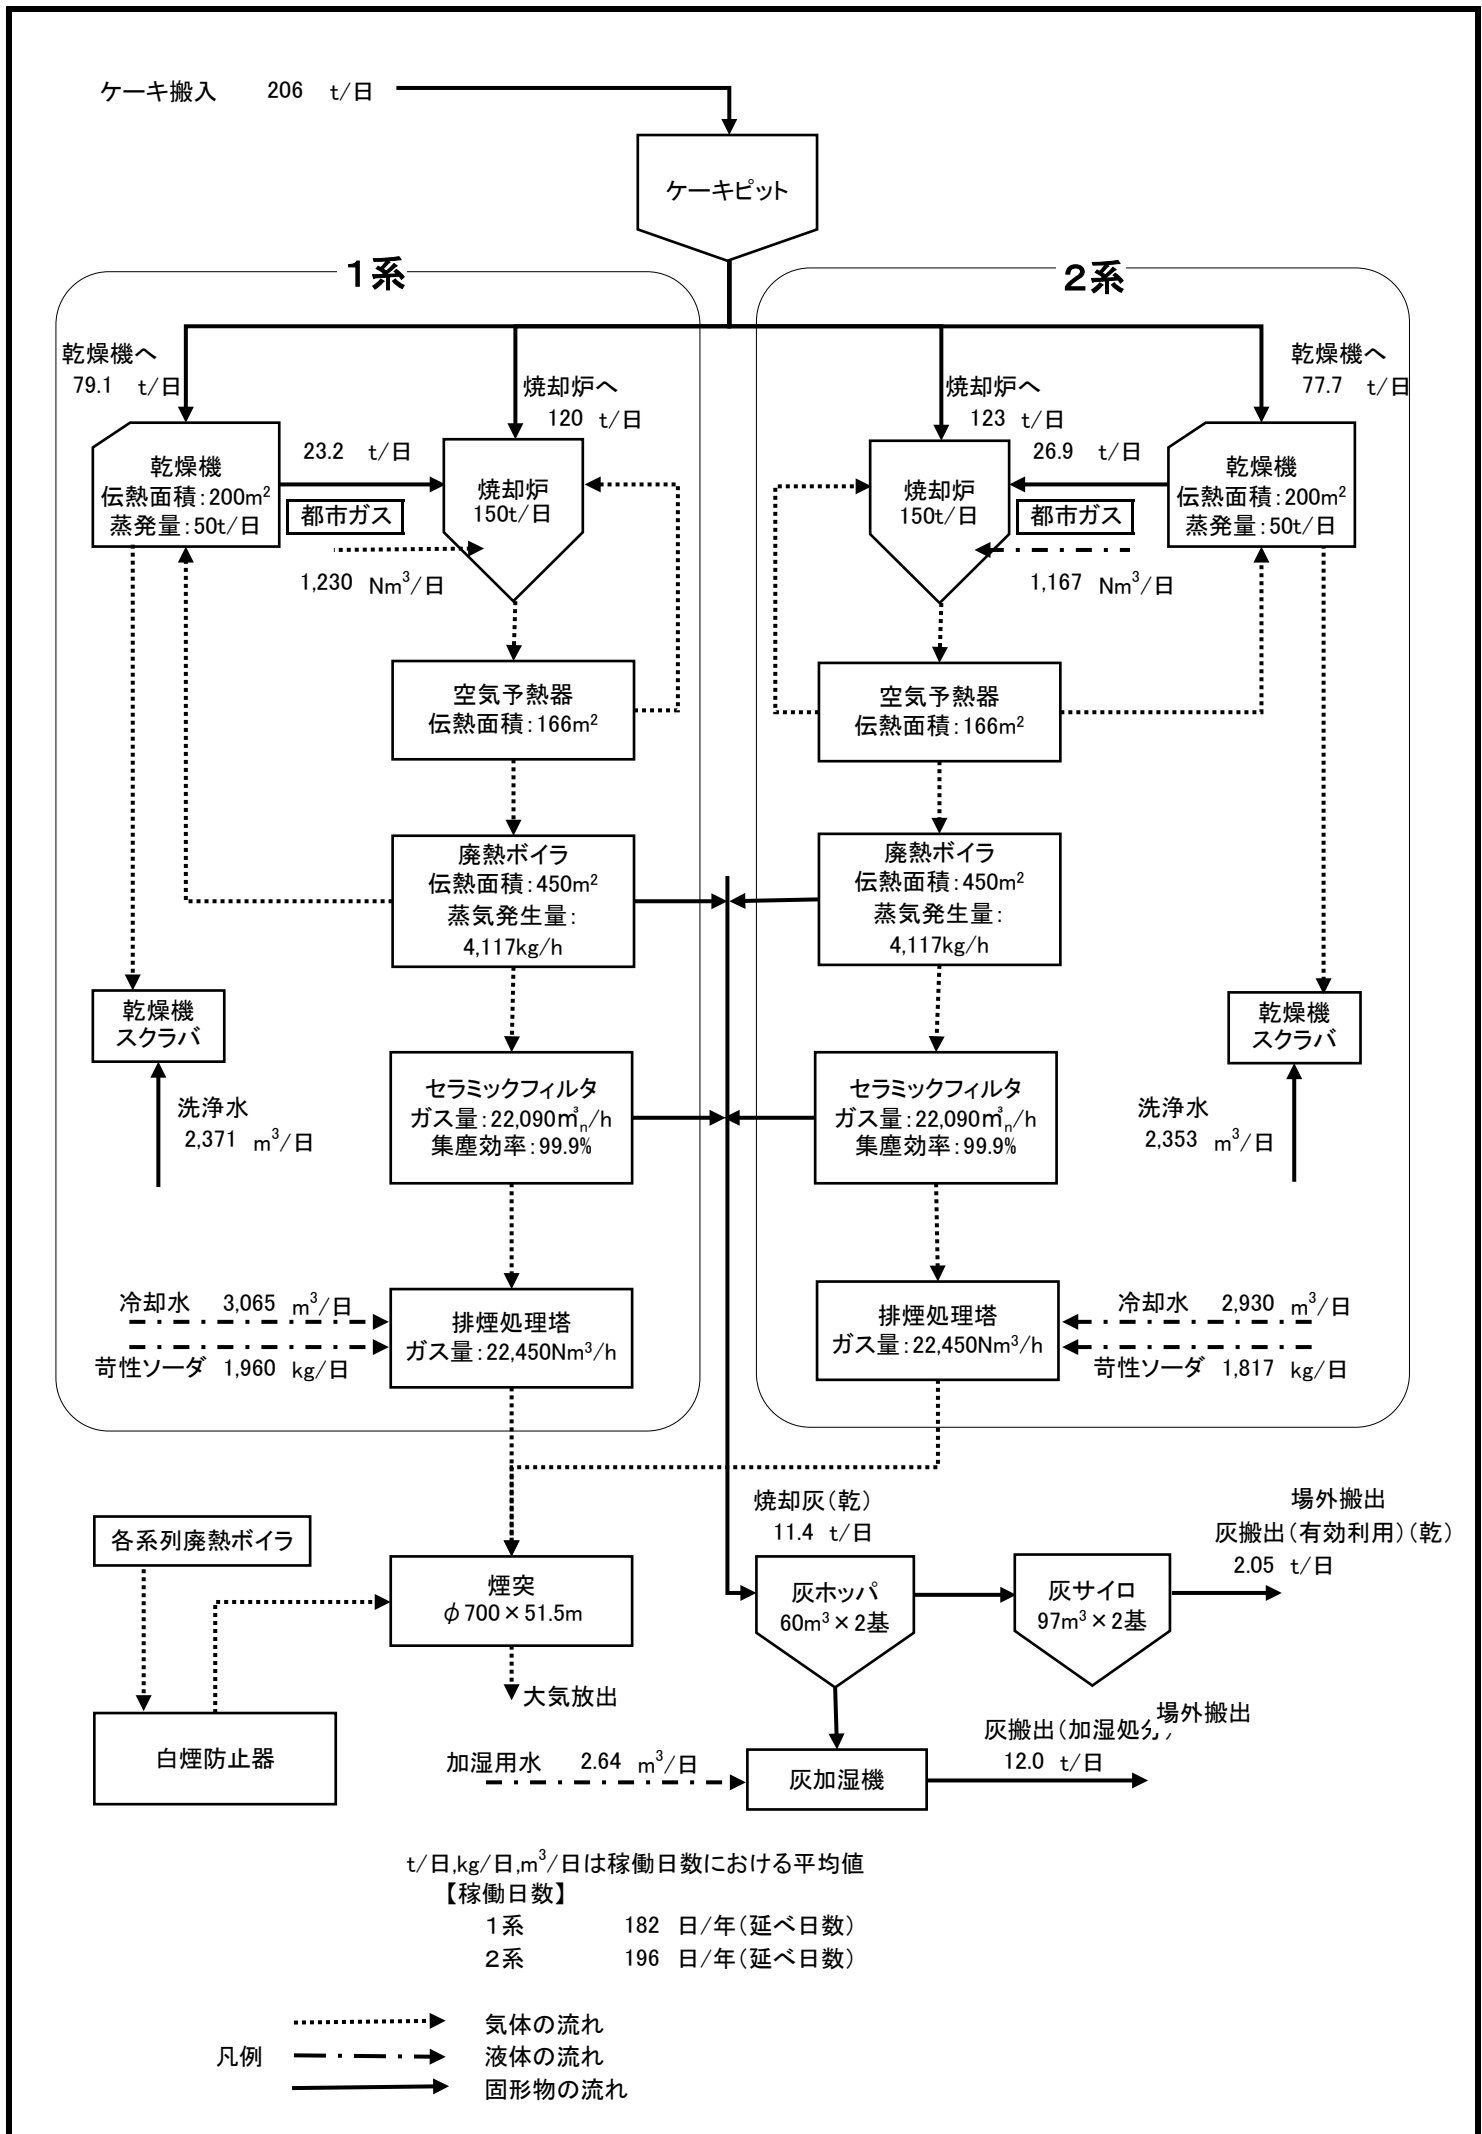 ケーキ搬入 206 t/日
ケーキピット
1系
2系
乾燥機へ
79.1 t/日
焼却炉へ
120 t/日
焼却炉へ
123 t/日
乾燥機へ
77.7 t/日
乾燥機
伝熱面積:200m²
蒸発量:50t/日
23.2 t/日
都市ガス
1,230 Nm³/日
焼却炉
150t/日
焼却炉
150t/日
26.9 t/日
都市ガス
1,167 Nm³/日
乾燥機
伝熱面積:200m²
蒸発量:50t/日
空気予熱器
伝熱面積:166m²
空気予熱器
伝熱面積:166m²
廃熱ボイラ
伝熱面積:450m²
蒸気発生量:
4,117kg/h
廃熱ボイラ
伝熱面積:450m²
蒸気発生量:
4,117kg/h
乾燥機
スクラバ
乾燥機
スクラバ
洗浄水
2,371 m³/日
セラミックフィルタ
ガス量:22,090㎥ₙ/h
集塵効率:99.9%
セラミックフィルタ
ガス量:22,090㎥ₙ/h
集塵効率:99.9%
洗浄水
2,353 m³/日
冷却水 3,065 m³/日
苛性ソーダ 1,960 kg/日
排煙処理塔
ガス量:22,450Nm³/h
排煙処理塔
ガス量:22,450Nm³/h
冷却水 2,930 m³/日
苛性ソーダ 1,817 kg/日
各系列廃熱ボイラ
煙突
φ700×51.5m
大気放出
白煙防止器
焼却灰(乾)
11.4 t/日
灰ホッパ
60m³×2基
灰サイロ
97m³×2基
場外搬出
灰搬出(有効利用)(乾)
2.05 t/日
加湿用水 2.64 m³/日
灰加湿機
場外搬出
灰搬出(加湿処分)
12.0 t/日
t/日,kg/日,m³/日は稼働日数における平均値
【稼働日数】
1系 182 日/年(延べ日数)
2系 196 日/年(延べ日数)
凡例
気体の流れ
液体の流れ
固形物の流れ